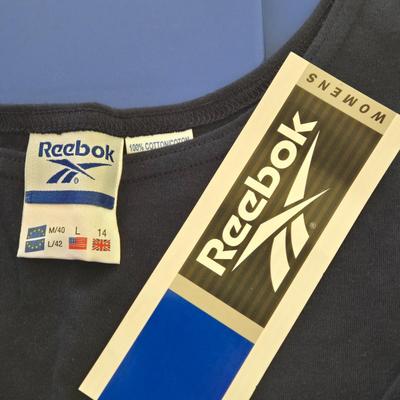 Reebok
®
M/40 L 14
L/42
100% COTTON/COTON
WOMENS
Reebok
®